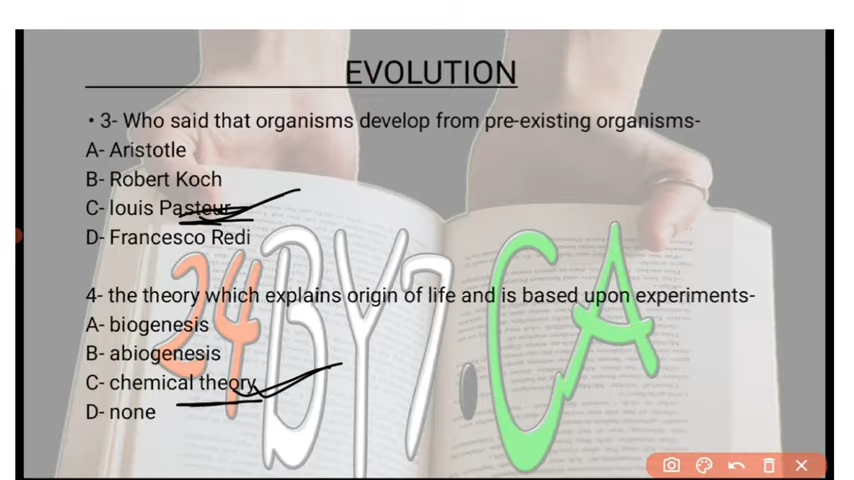 EVOLUTION
• 3- Who said that organisms develop from pre-existing organisms-
A- Aristotle
B- Robert Koch
C- louis Pasteur
D- Francesco Redi
4- the theory which explains origin of life and is based upon experiments-
A- biogenesis
B- abiogenesis
C- chemical theory
D- none
24BY7.CA